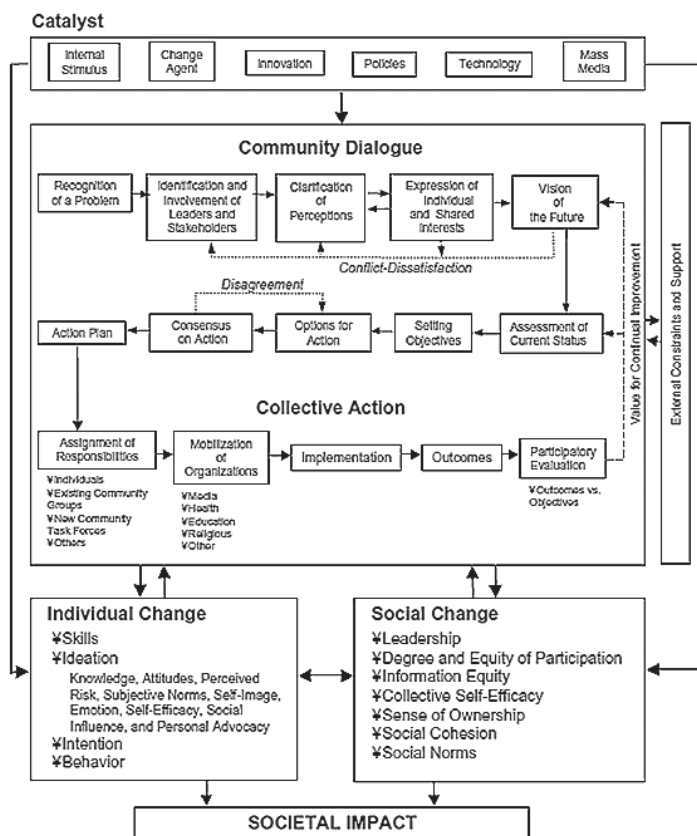 Catalyst
Internal
Stimulus
Change
Agent
Innovation
Policies
Technology
Mass
Media
Community Dialogue
Recognition
of a Problem
Identification and
Involvement of
Leaders and
Stakeholders
Clarification
of
Perceptions
Expression of
Individual
and Shared
Interests
Vision
of
the Future
Conflict-Dissatisfaction
Disagreement
Action Plan
Consensus
on Action
Options for
Action
Setting
Objectives
Assessment of
Current Status
Value for Continual Improvement
External Constraints and Support
Collective Action
Assignment of
Responsibilities
¥Individuals
¥Existing Community
Groups
¥New Community
Task Forces
¥Others
Mobilization
of
Organizations
¥Media
¥Health
¥Education
¥Religious
¥Other
Implementation
Outcomes
Participatory
Evaluation
¥Outcomes vs.
Objectives
Individual Change
¥Skills
¥Ideation
Knowledge, Attitudes, Perceived
Risk, Subjective Norms, Self-Image,
Emotion, Self-Efficacy, Social
Influence, and Personal Advocacy
¥Intention
¥Behavior
Social Change
¥Leadership
¥Degree and Equity of Participation
¥Information Equity
¥Collective Self-Efficacy
¥Sense of Ownership
¥Social Cohesion
¥Social Norms
SOCIETAL IMPACT